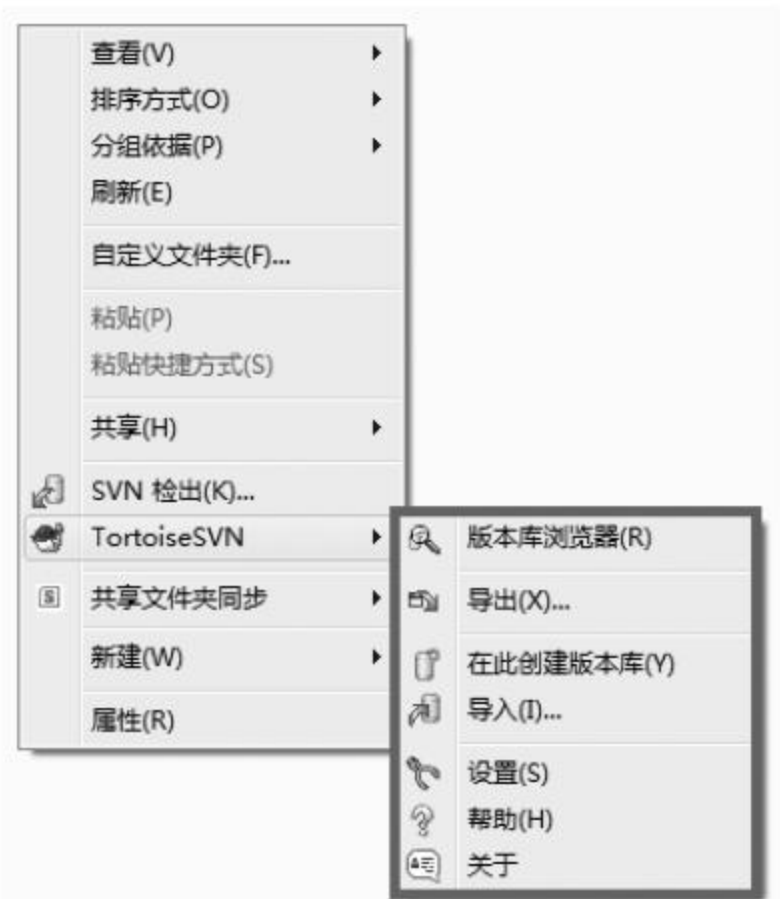 查看(V)
排序方式(O)
分组依据(P)
刷新(E)
自定义文件夹(F)...
粘贴(P)
粘贴快捷方式(S)
共享(H)
SVN 检出(K)...
TortoiseSVN
共享文件夹同步
新建(W)
属性(R)
版本库浏览器(R)
导出(X)...
在此创建版本库(Y)
导入(I)...
设置(S)
帮助(H)
关于